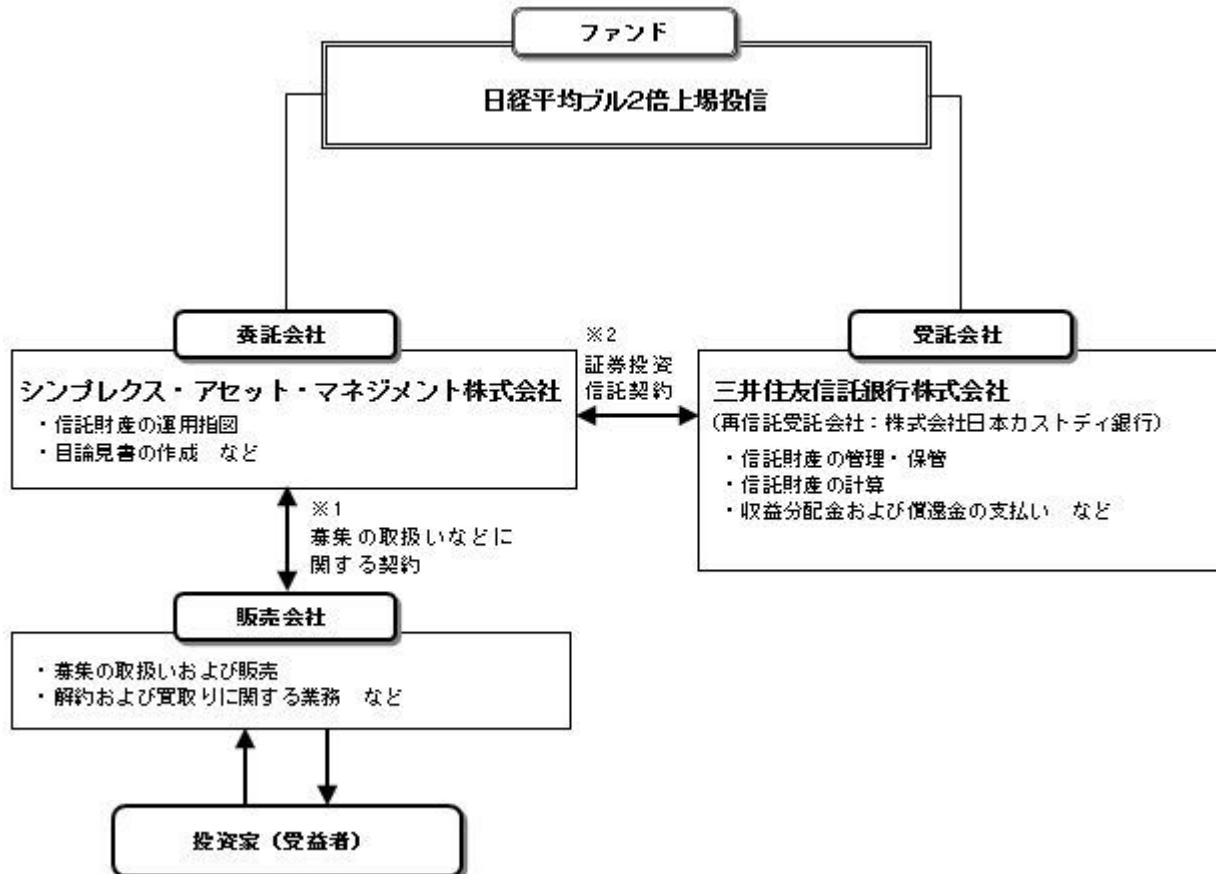 ファンド
日経平均ブル2倍上場投信
委託会社
シンプレクス・アセット・マネジメント株式会社
・信託財産の運用指図
・目論見書の作成 など
※2
証券投資
信託契約
受託会社
三井住友信託銀行株式会社
(再信託受託会社：株式会社日本カストディ銀行)
・信託財産の管理・保管
・信託財産の計算
・収益分配金および償還金の支払い など
※1
募集の取扱いなどに
関する契約
販売会社
・募集の取扱いおよび販売
・解約および買取りに関する業務 など
投資家（受益者）